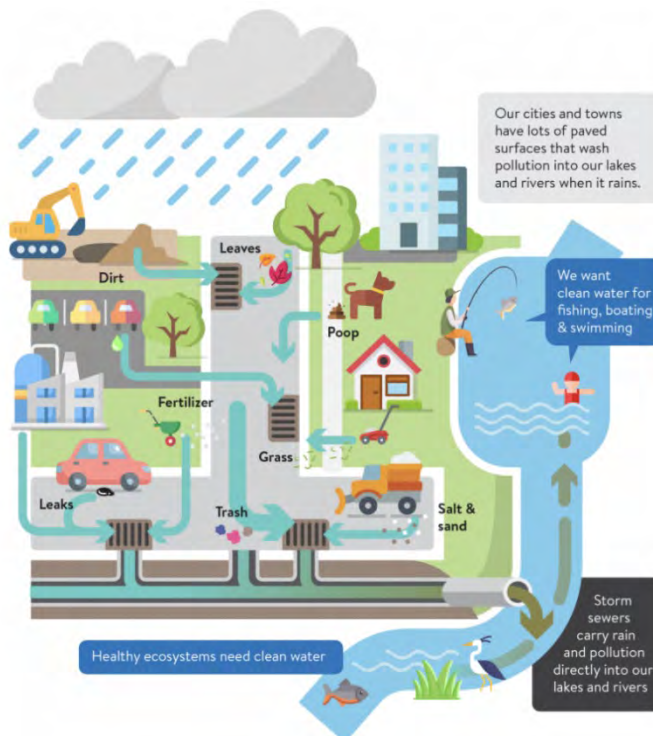 Our cities and towns
have lots of paved
surfaces that wash
pollution into our lakes
and rivers when it rains.
Leaves
Dirt
We want
clean water for
fishing, boating
& swimming
Poop
Fertilizer
Grass
Leaks
Trash
Salt &
sand
Storm
sewers
carry rain
and pollution
directly into our
lakes and rivers
Healthy ecosystems need clean water